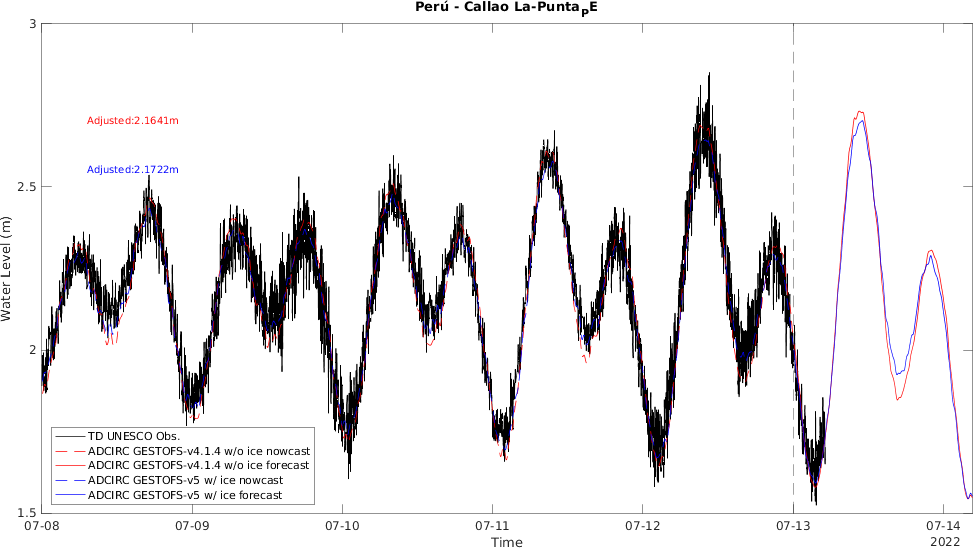 Perú - Callao La-PuntapE
3
Adjusted:2.1641m
Adjusted:2.1722m
2.5
Water Level (m)
2
TD UNESCO Obs.
ADCIRC GESTOFS-v4.1.4 w/o ice nowcast
ADCIRC GESTOFS-v4.1.4 w/o ice forecast
ADCIRC GESTOFS-v5 w/ ice nowcast
ADCIRC GESTOFS-v5 w/ ice forecast
1.5
07-08 07-09 07-10 07-11 07-12 07-13 07-14
Time
2022